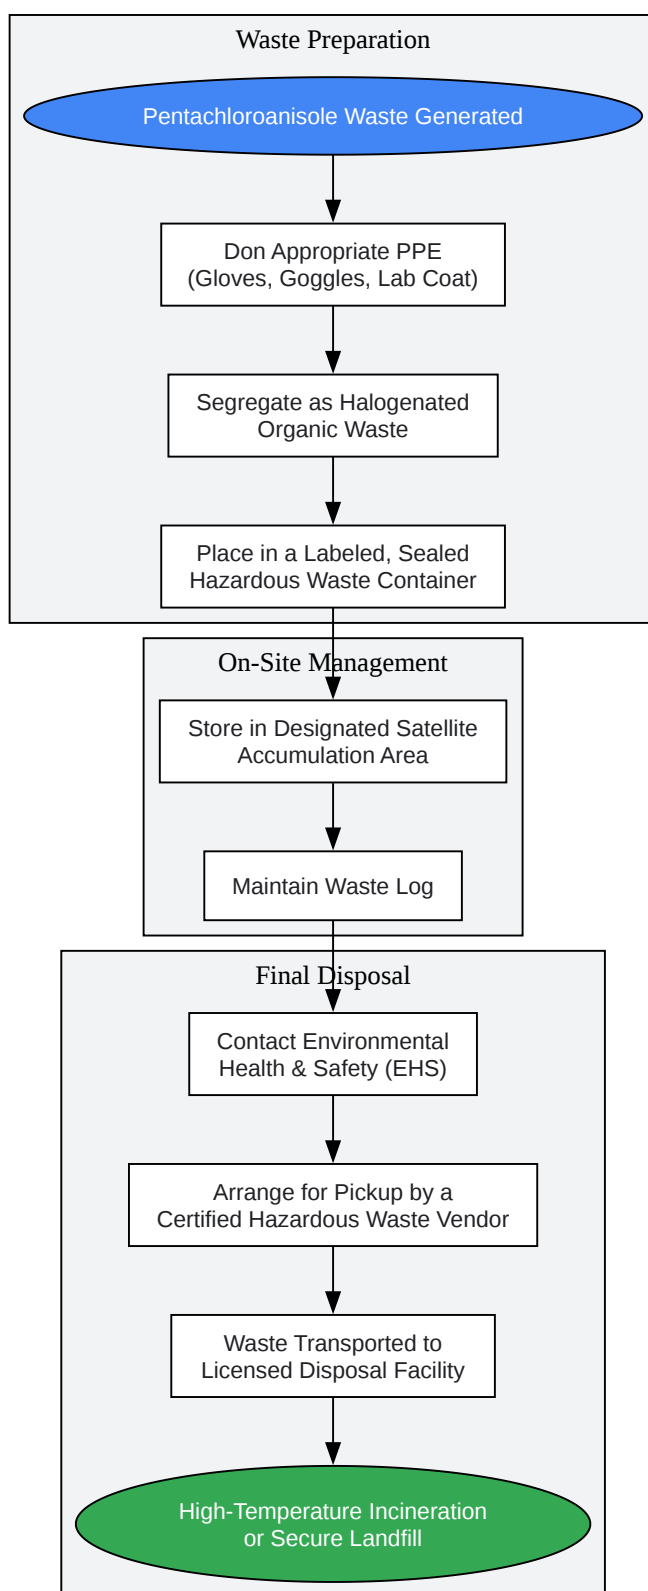 Waste Preparation
Pentachloroanisole Waste Generated
Don Appropriate PPE
(Gloves, Goggles, Lab Coat)
Segregate as Halogenated
Organic Waste
Place in a Labeled, Sealed
Hazardous Waste Container
On-Site Management
Store in Designated Satellite
Accumulation Area
Maintain Waste Log
Final Disposal
Contact Environmental
Health & Safety (EHS)
Arrange for Pickup by a
Certified Hazardous Waste Vendor
Waste Transported to
Licensed Disposal Facility
High-Temperature Incineration
or Secure Landfill